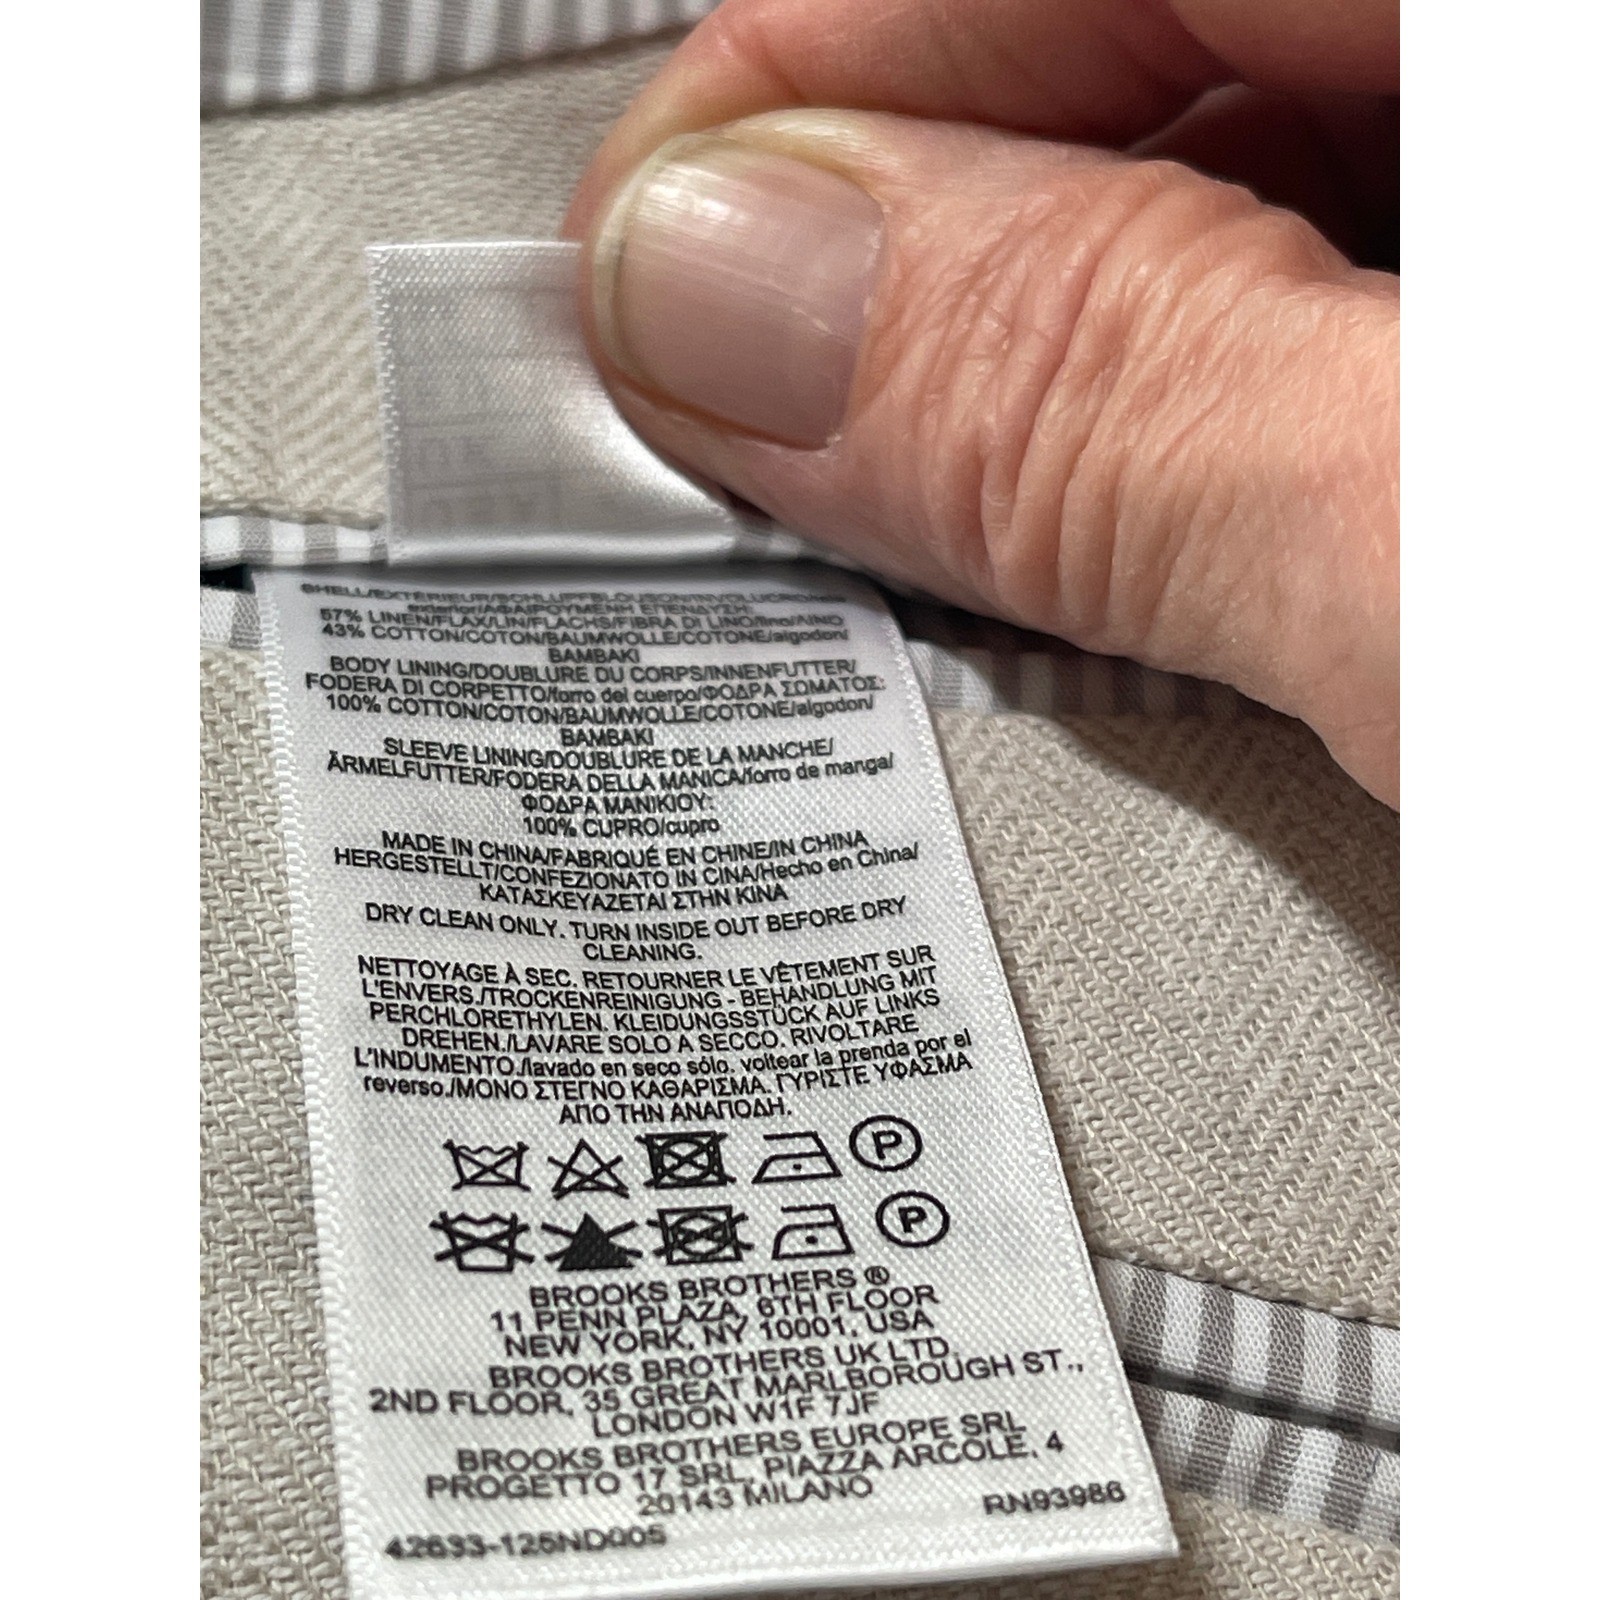 SHELL/EXTÉRIEUR/SCHLUPFBLOUSON/INVOLUCRO/
exterior/ΑΦΑΙΡΟΥΜΕΝΗ ΕΠΕΝΔΥΣΗ:
57% LINEN/FLAX/LIN/FLACHS/FIBRA DI LINO/lino/ΛΙΝΟ
43% COTTON/COTON/BAUMWOLLE/COTONE/algodon/
BAMBAKI
BODY LINING/DOUBLURE DU CORPS/INNENFUTTER/
FODERA DI CORPETTO/forro del cuerpo/ΦΟΔΡΑ ΣΩΜΑΤΟΣ:
100% COTTON/COTON/BAUMWOLLE/COTONE/algodon/
BAMBAKI
SLEEVE LINING/DOUBLURE DE LA MANCHE/
ÄRMELFUTTER/FODERA DELLA MANICA/forro de manga/
ΦΟΔΡΑ ΜΑΝΙΚΙΟΥ:
100% CUPRO/cupro
MADE IN CHINA/FABRIQUÉ EN CHINE/IN CHINA
HERGESTELLT/CONFEZIONATO IN CINA/Hecho en China/
ΚΑΤΑΣΚΕΥΑΖΕΤΑΙ ΣΤΗΝ ΚΙΝΑ
DRY CLEAN ONLY. TURN INSIDE OUT BEFORE DRY
CLEANING.
NETTOYAGE À SEC. RETOURNER LE VÊTEMENT SUR
L'ENVERS./TROCKENREINIGUNG - BEHANDLUNG MIT
PERCHLORETHYLEN. KLEIDUNGSSTÜCK AUF LINKS
DREHEN./LAVARE SOLO A SECCO. RIVOLTARE
L'INDUMENTO./lavado en seco sólo. voltear la prenda por el
reverso./ΜΟΝΟ ΣΤΕΓΝΟ ΚΑΘΑΡΙΣΜΑ. ΓΥΡΙΣΤΕ ΥΦΑΣΜΑ
ΑΠΟ ΤΗΝ ΑΝΑΠΟΔΗ.
P
P
BROOKS BROTHERS ®
11 PENN PLAZA, 6TH FLOOR
NEW YORK, NY 10001, USA
BROOKS BROTHERS UK LTD.
2ND FLOOR, 35 GREAT MARLBOROUGH ST.,
LONDON W1F 7JF
BROOKS BROTHERS EUROPE SRL
PROGETTO 17 SRL, PIAZZA ARCOLE, 4
20143 MILANO
RN93986
42633-125ND00S